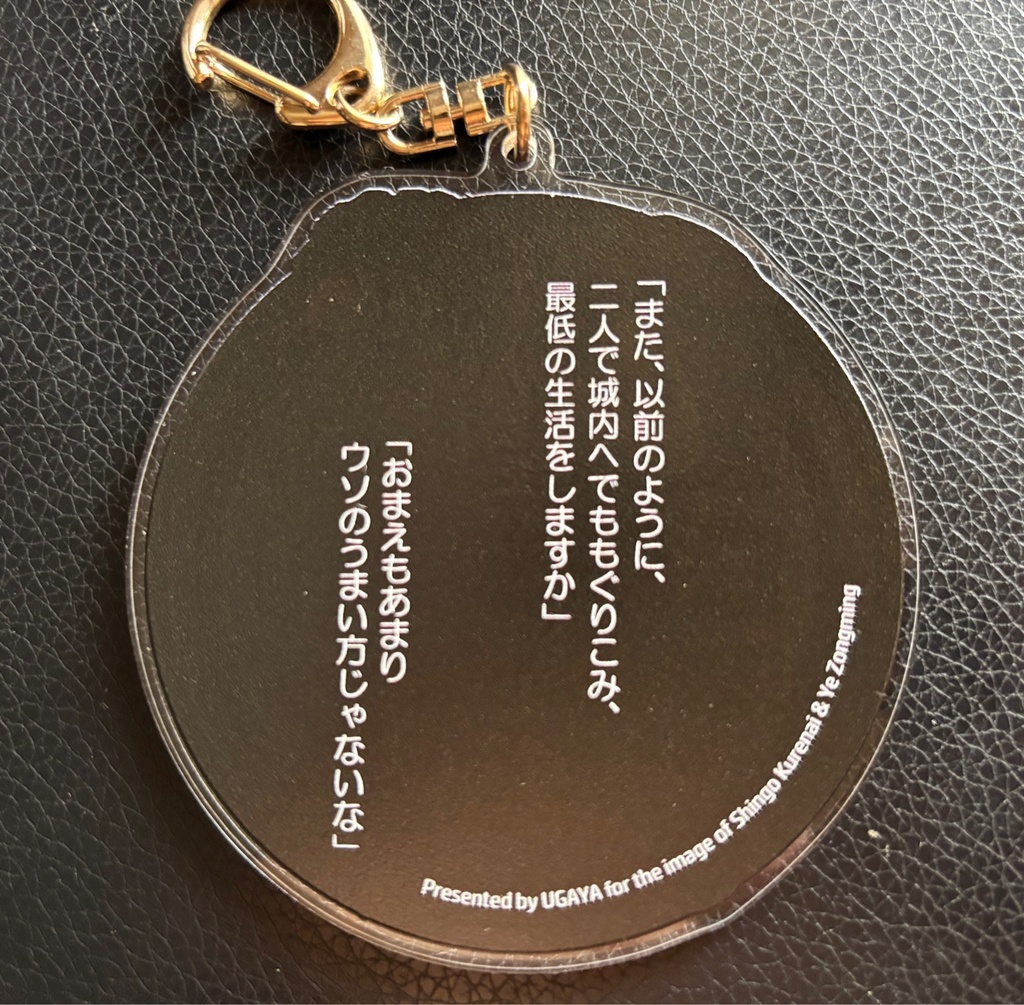 「また、以前のように、
二人で城内へでももぐりこみ、
最低の生活をしますか」
「おまえもあまり
ウソのうまい方じゃないな」
Presented by UGAYA for the image of Shingo Kurenai & Ye Zongming